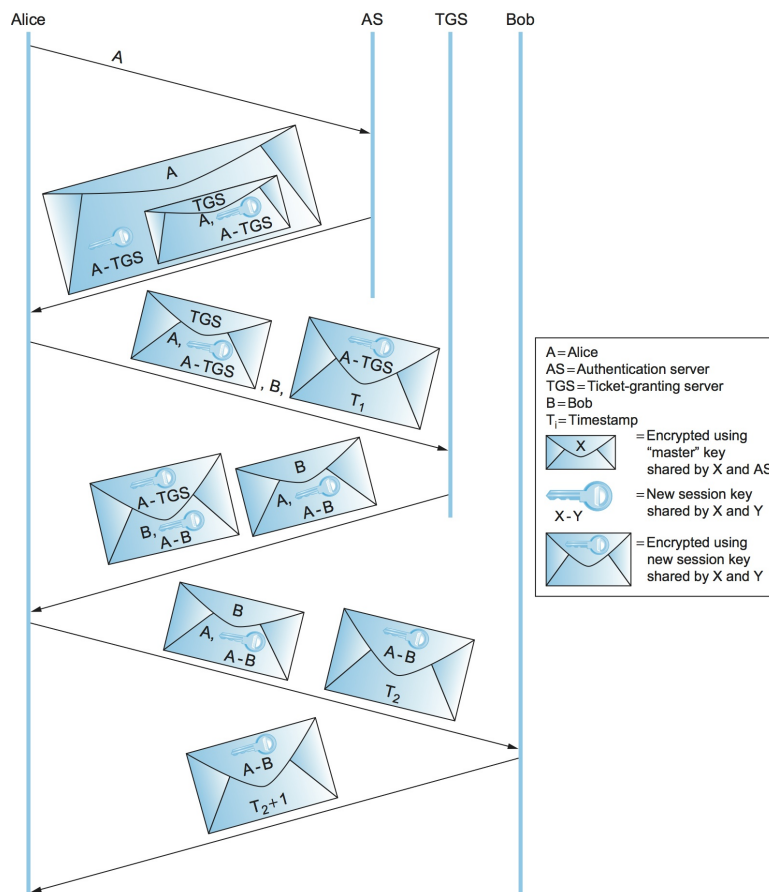 Alice
AS
TGS
Bob
A
A
TGS
A,
A-TGS
A-TGS
TGS
A,
A-TGS
, B,
A-TGS
T1
A-TGS
B,
A-B
B
A,
A-B
B
A,
A-B
A-B
T2
A-B
T2+1
A=Alice
AS=Authentication server
TGS=Ticket-granting server
B=Bob
Ti=Timestamp
X
=Encrypted using
“master” key
shared by X and AS
X-Y
=New session key
shared by X and Y
=Encrypted using
new session key
shared by X and Y